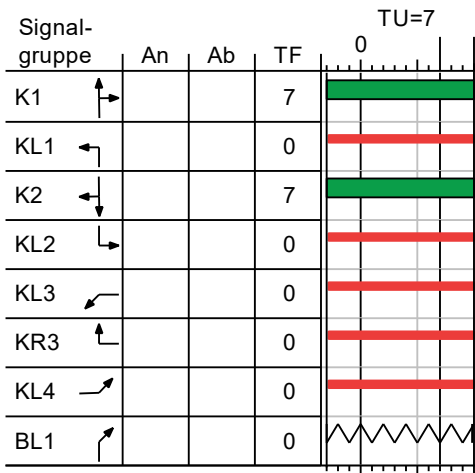 TU=7
Signal-
gruppe An Ab TF 0
K1 7
KL1 0
K2 7
KL2 0
KL3 0
KR3 0
KL4 0
BL1 0